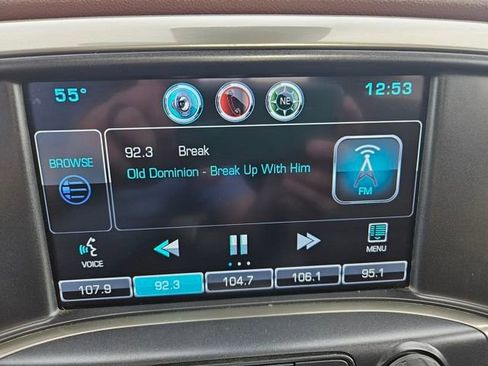 55°
NE
12:53
BROWSE
92.3 Break
Old Dominion - Break Up With Him
FM
VOICE
MENU
107.9 92.3 104.7 106.1 95.1